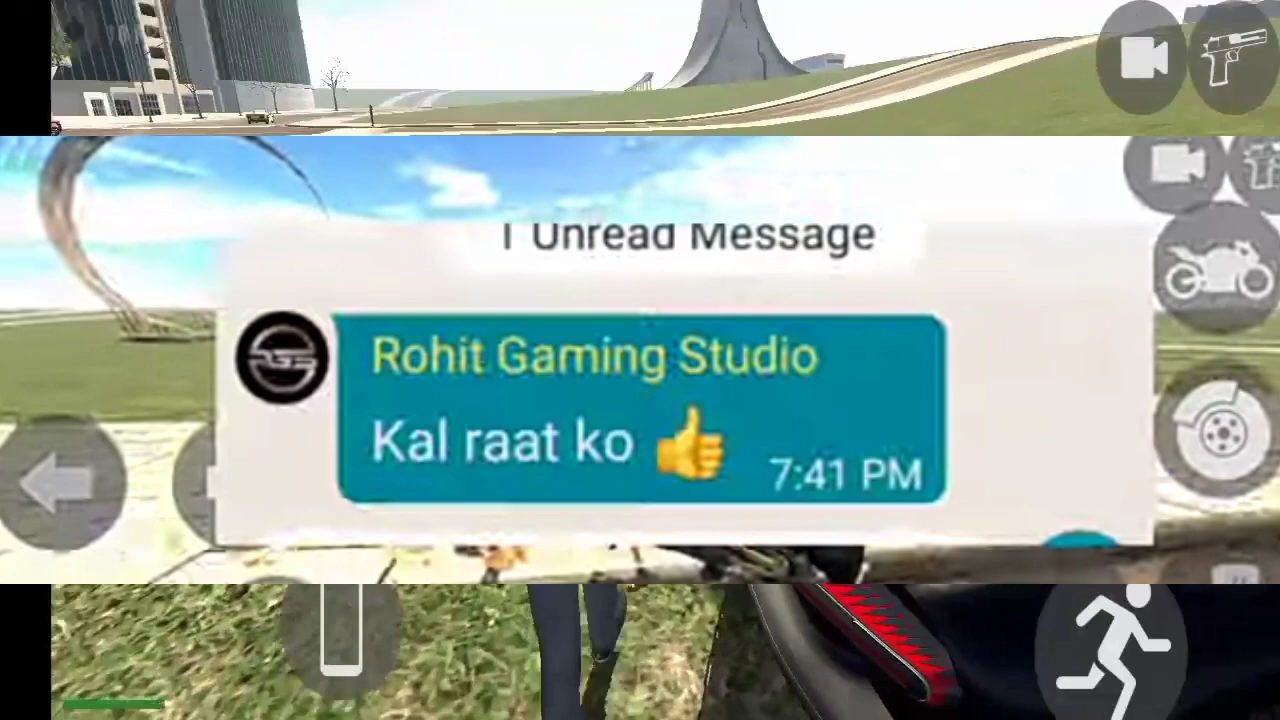 1 Unread Message
Rohit Gaming Studio
Kal raat ko 👍
7:41 PM